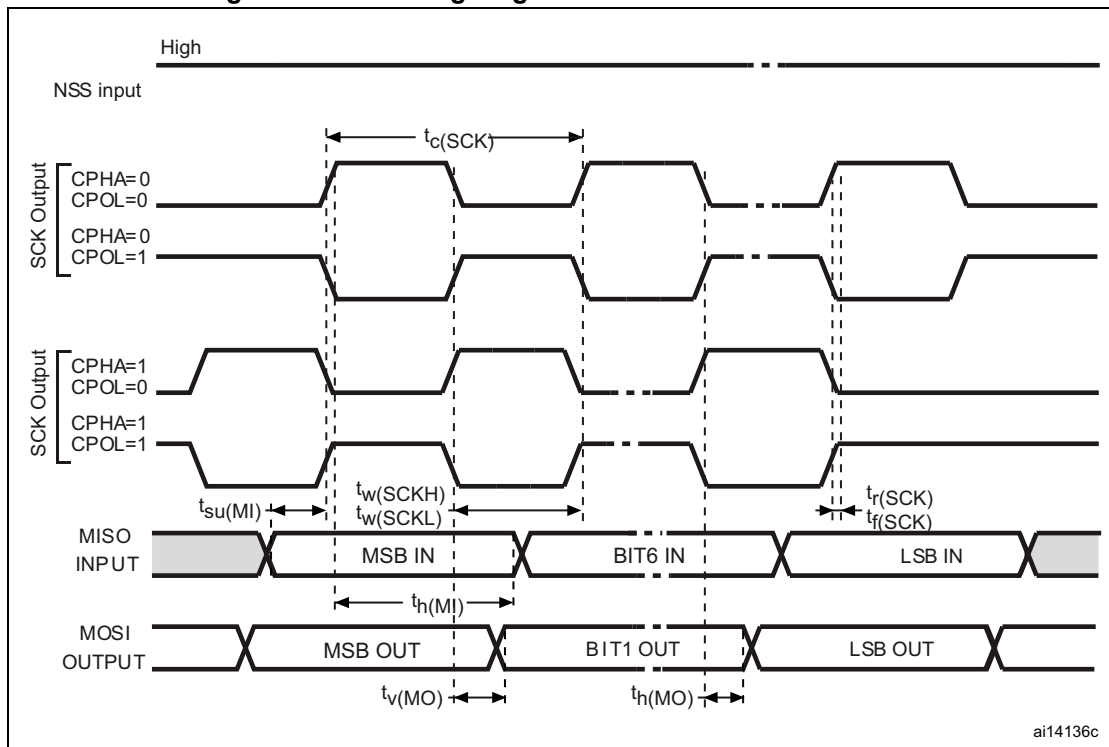 High
NSS input
tc(SCK)
SCK Output
CPHA=0
CPOL=0
CPHA=0
CPOL=1
SCK Output
CPHA=1
CPOL=0
CPHA=1
CPOL=1
tsu(MI)
tw(SCKH)
tw(SCKL)
tr(SCK)
tf(SCK)
MISO
INPUT
MSB IN
BIT6 IN
LSB IN
th(MI)
MOSI
OUTPUT
MSB OUT
BIT1 OUT
LSB OUT
tv(MO)
th(MO)
ai14136c